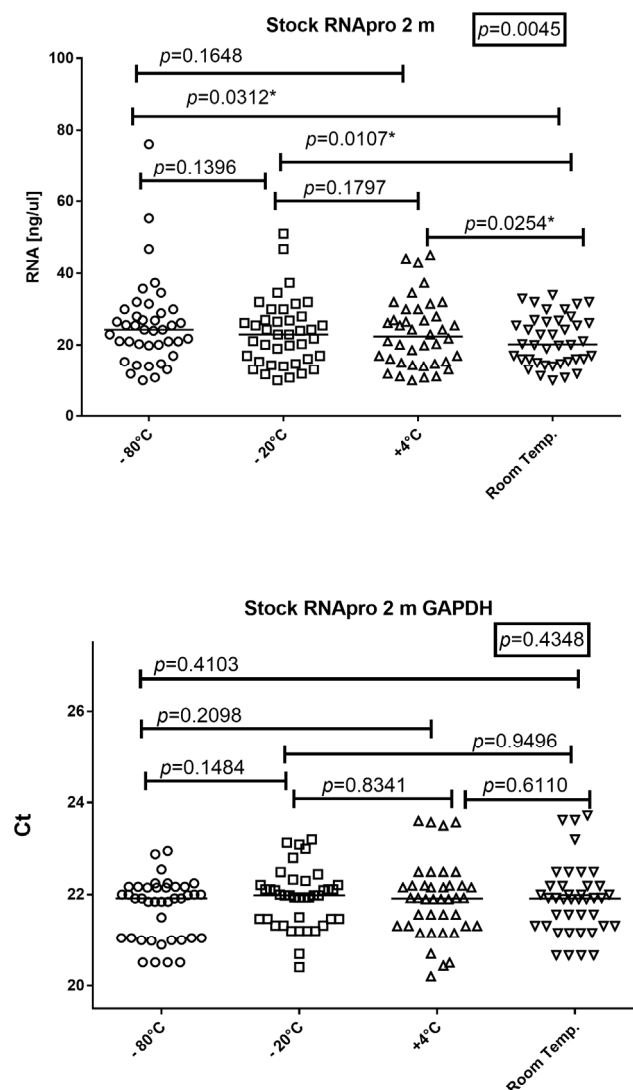 Stock RNApro 2 m
p=0.0045
100
p=0.1648
80
p=0.0312*
p=0.0107*
p=0.1396
p=0.1797
60
p=0.0254*
RNA [ng/ul]
40
20
0
- 80°C
- 20°C
+4°C
Room Temp.
Stock RNApro 2 m GAPDH
p=0.4348
p=0.4103
26
p=0.2098
p=0.9496
p=0.1484
p=0.8341
p=0.6110
24
Ct
22
20
- 80°C
- 20°C
+4°C
Room Temp.